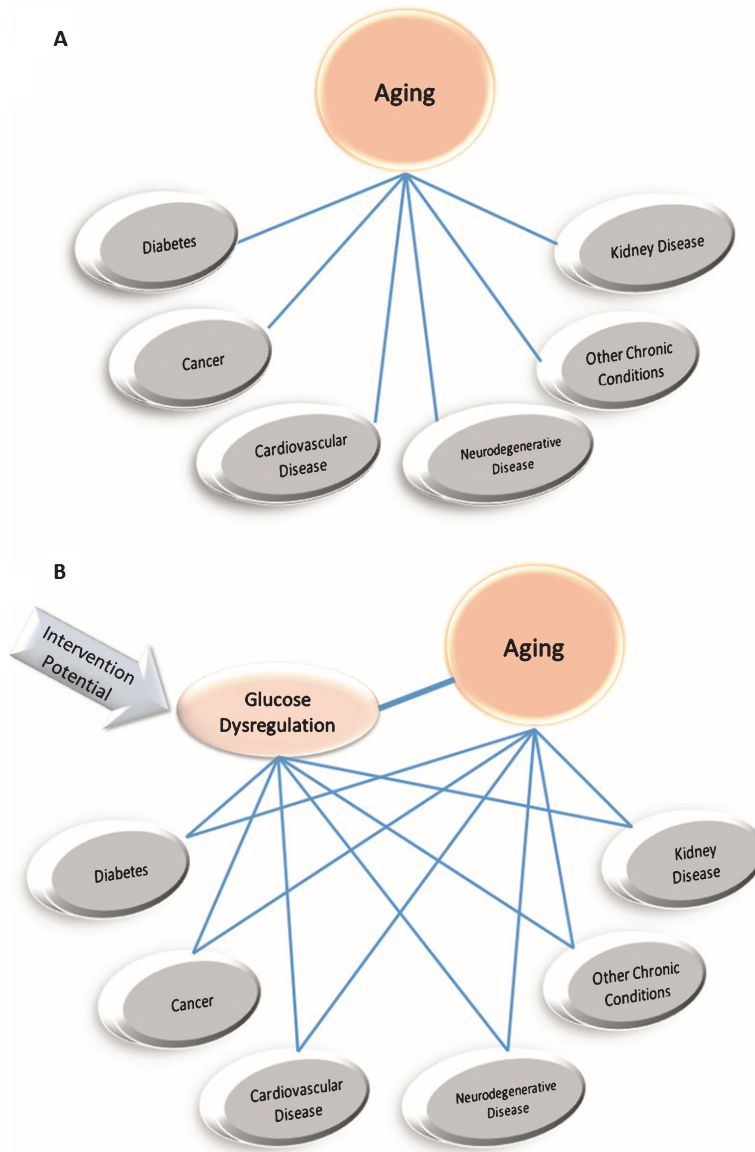 A
Aging
Diabetes
Kidney Disease
Cancer
Other Chronic
Conditions
Cardiovascular
Disease
Neurodegenerative
Disease
B
Intervention
Potential
Aging
Glucose
Dysregulation
Diabetes
Kidney
Disease
Cancer
Other Chronic
Conditions
Cardiovascular
Disease
Neurodegenerative
Disease